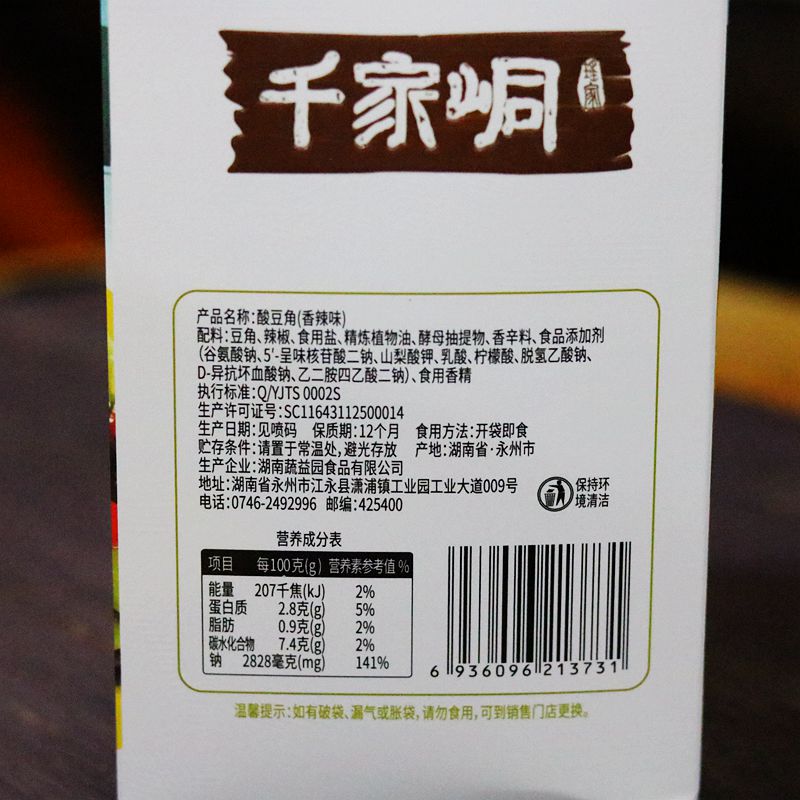 千家峒
瑶家
产品名称:酸豆角(香辣味)
配料:豆角、辣椒、食用盐、精炼植物油、酵母抽提物、香辛料、食品添加剂
(谷氨酸钠、5'-呈味核苷酸二钠、山梨酸钾、乳酸、柠檬酸、脱氢乙酸钠、
D-异抗坏血酸钠、乙二胺四乙酸二钠)、食用香精
执行标准:Q/YJTS 0002S
生产许可证号:SC11643112500014
生产日期:见喷码 保质期:12个月 食用方法:开袋即食
贮存条件:请置于常温处,避光存放 产地:湖南省·永州市
生产企业:湖南蔬益园食品有限公司
地址:湖南省永州市江永县潇浦镇工业园工业大道009号
电话:0746-2492996 邮编:425400
保持环
境清洁
营养成分表
项目 每100克(g) 营养素参考值%
能量 207千焦(kJ) 2%
蛋白质 2.8克(g) 5%
脂肪 0.9克(g) 2%
碳水化合物 7.4克(g) 2%
钠 2828毫克(mg) 141%
6 936096 213731
温馨提示:如有破袋、漏气或胀袋,请勿食用,可到销售门店更换。